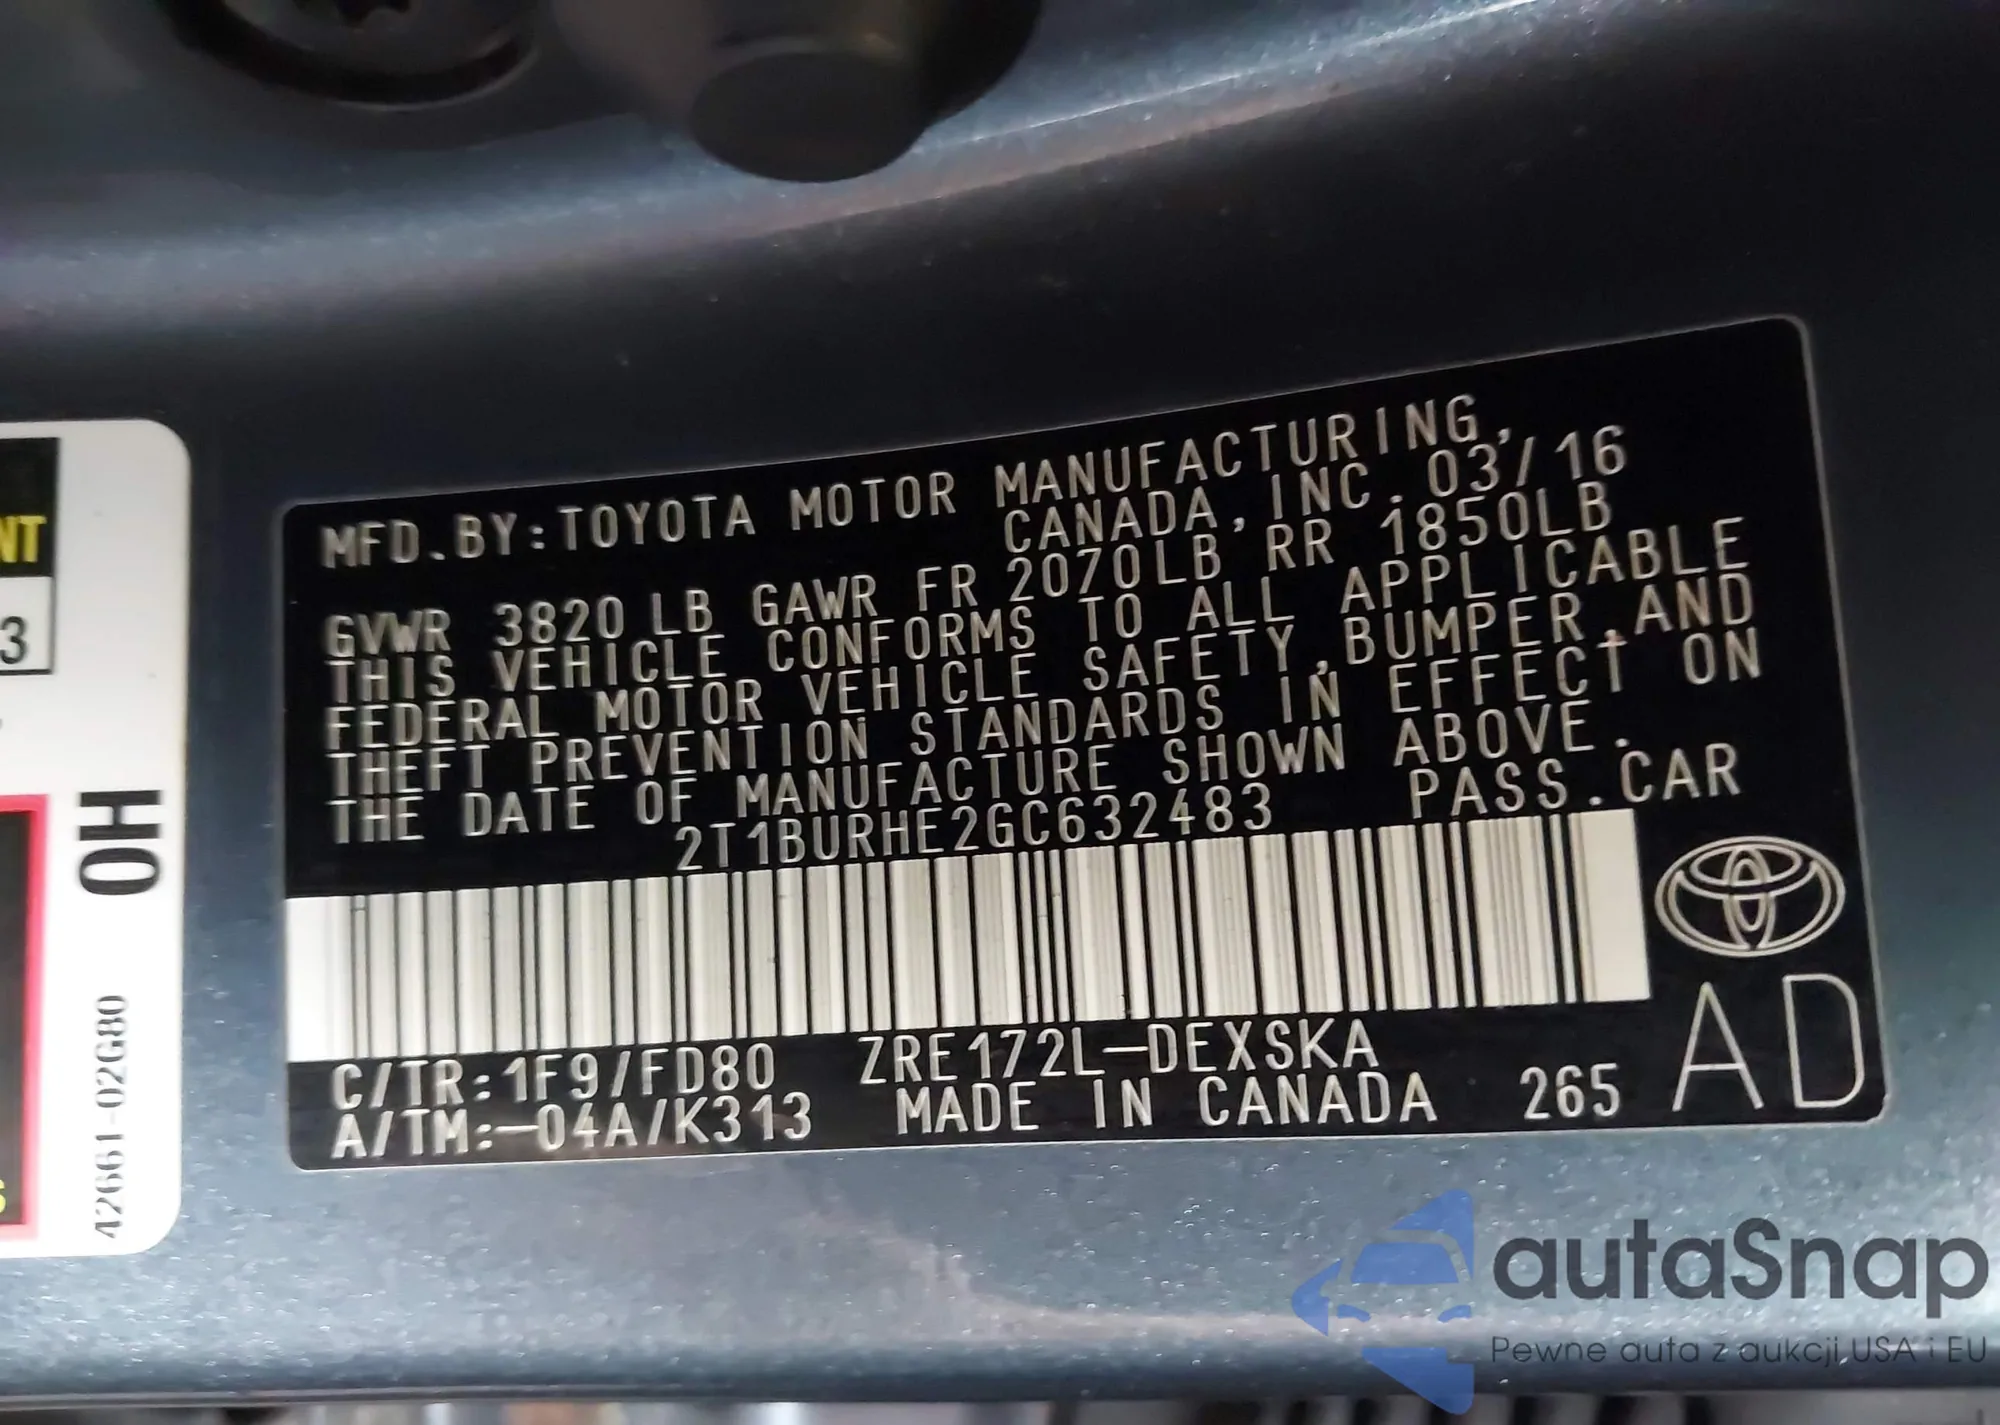 MFD.BY:TOYOTA MOTOR MANUFACTURING,
CANADA, INC. 03/16
GVWR 3820 LB GAWR FR 2070LB RR 1850LB
THIS VEHICLE CONFORMS TO ALL APPLICABLE
FEDERAL MOTOR VEHICLE SAFETY,BUMPER,AND
THEFT PREVENTION STANDARDS IN EFFECT ON
THE DATE OF MANUFACTURE SHOWN ABOVE.
2T1BURHE2GC632483 PASS.CAR
C/TR:1F9/FD80 ZRE172L-DEXSKA
A/TM:-04A/K313 MADE IN CANADA 265
AD
NT
3
0H
42661-02G80
S
autaSnap
Pewne auta z aukcji USA i EU